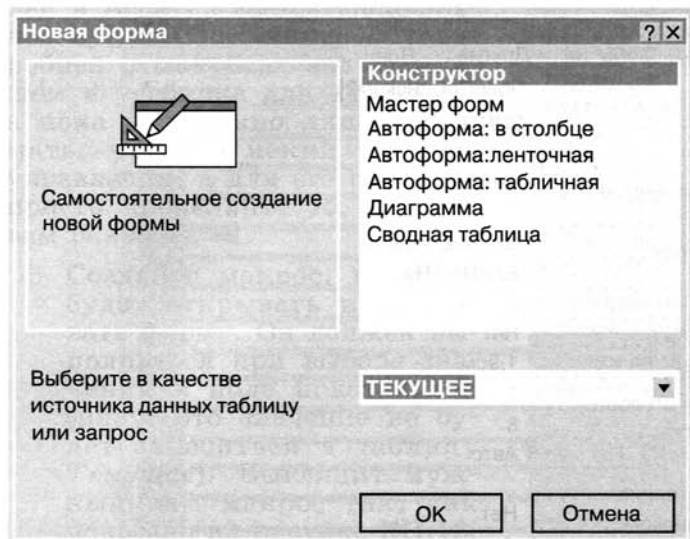 Новая форма
? ×
Самостоятельное создание
новой формы
Конструктор
Мастер форм
Автоформа: в столбце
Автоформа:ленточная
Автоформа: табличная
Диаграмма
Сводная таблица
Выберите в качестве
источника данных таблицу
или запрос
ТЕКУЩЕЕ
OK
Отмена